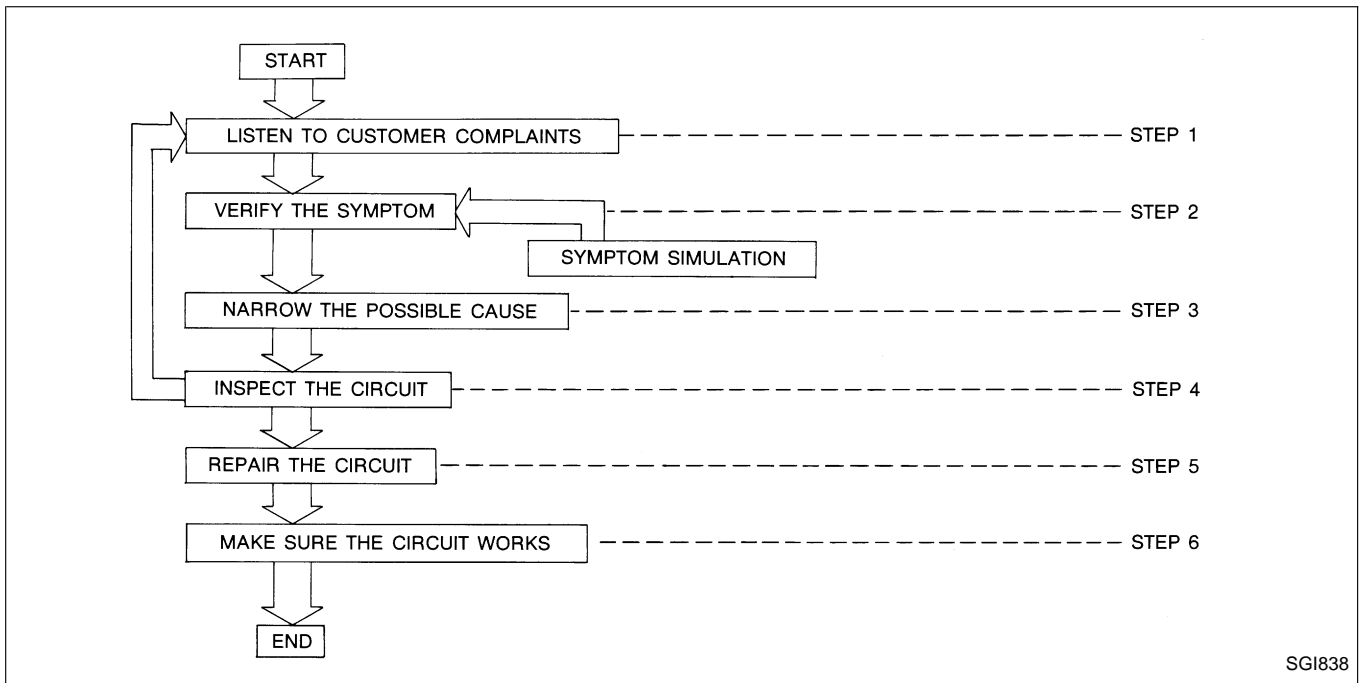 START
LISTEN TO CUSTOMER COMPLAINTS STEP 1
VERIFY THE SYMPTOM STEP 2
SYMPTOM SIMULATION
NARROW THE POSSIBLE CAUSE STEP 3
INSPECT THE CIRCUIT STEP 4
REPAIR THE CIRCUIT STEP 5
MAKE SURE THE CIRCUIT WORKS STEP 6
END
SGI838